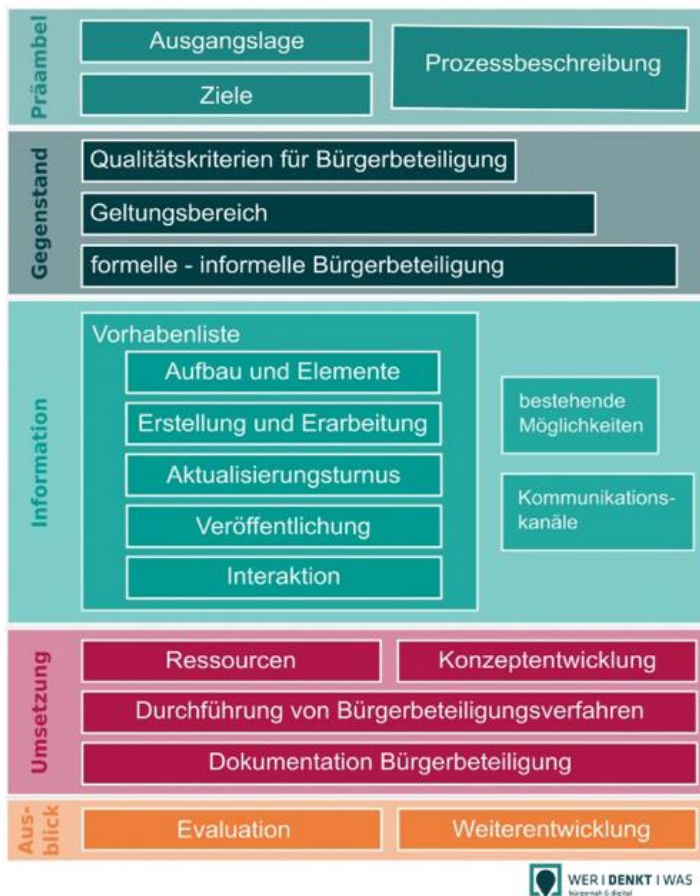 Präambel
Ausgangslage
Ziele
Prozessbeschreibung
Gegenstand
Qualitätskriterien für Bürgerbeteiligung
Geltungsbereich
formelle - informelle Bürgerbeteiligung
Information
Vorhabenliste
Aufbau und Elemente
Erstellung und Erarbeitung
Aktualisierungsturnus
Veröffentlichung
Interaktion
bestehende
Möglichkeiten
Kommunikations-
kanäle
Umsetzung
Ressourcen
Konzeptentwicklung
Durchführung von Bürgerbeteiligungsverfahren
Dokumentation Bürgerbeteiligung
Aus-
blick
Evaluation
Weiterentwicklung
WER I DENKT I WAS
bürgernah & digital